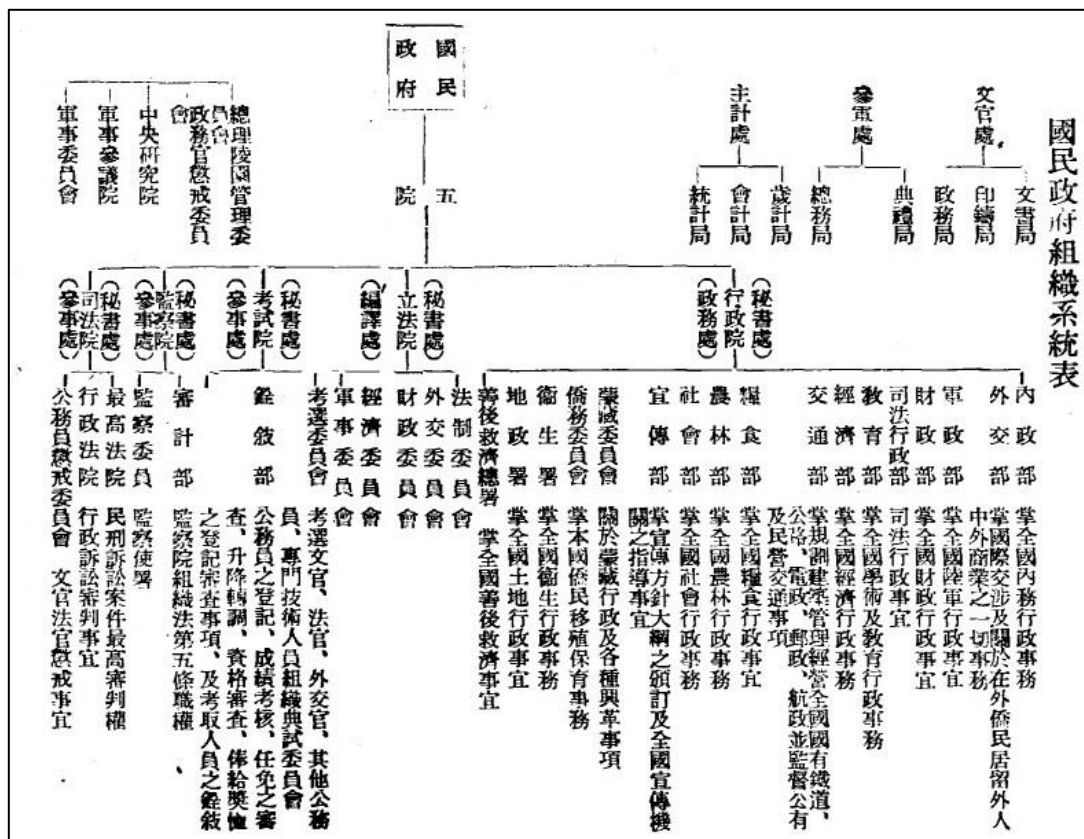 國民政府組織系統表
國民政府
文官處
文書局
印鑄局
政務局
參電處
典禮局
總務局
主計處
歲計局
會計局
統計局
總理陵園管理委員會
政務官懲戒委員會
中央研究院
軍事參議院
軍事委員會
五院
(秘書處)
行政院
(政務處)
內政部 掌全國內務行政事務
外交部 掌國際交涉及關於在外僑民居留外人
中外商業之一切事務
軍政部 掌全國陸軍行政事宜
財政部 掌全國財政行政事宜
司法行政部 司法行政事宜
教育部 掌全國學術及教育行政事務
經濟部 掌全國經濟行政事務
交通部 掌規劃建築管理經營全國國有鐵道、
公路、電政、郵政、航政並監督公有
及民營交通事項
糧食部 掌全國糧食行政事宜
農林部 掌全國農林行政事務
社會部 掌全國社會行政事務
宣傳部 掌宣傳方針大綱之頒訂及全國宣傳機
關之指導事宜
蒙藏委員會 關於蒙藏行政及各種興革事項
僑務委員會 掌本國僑民移殖保育事務
衛生署 掌全國衛生行政事務
地政署 掌全國土地行政事宜
善後救濟總署 掌全國善後救濟事宜
(秘書處)
立法院
(編譯處)
法制委員會
外交委員會
財政委員會
經濟委員會
軍事委員會
(秘書處)
考試院
(參事處)
考選委員會 考選文官、法官、外交官、其他公務
員、專門技術人員組織典試委員會
銓敘部 公務員之登記、成績考核、任免之審
查、升降轉調、資格審查、俸給獎恤
之登記審查事項、及考取人員之銓敘
(秘書處)
監察院
(參事處)
審計部 監察院組織法第五條職權
監察委員 監察使署
(秘書處)
司法院
(參事處)
最高法院 民刑訴訟案件最高審判權
行政法院 行政訴訟審判事宜
公務員懲戒委員會 文官法官懲戒事宜